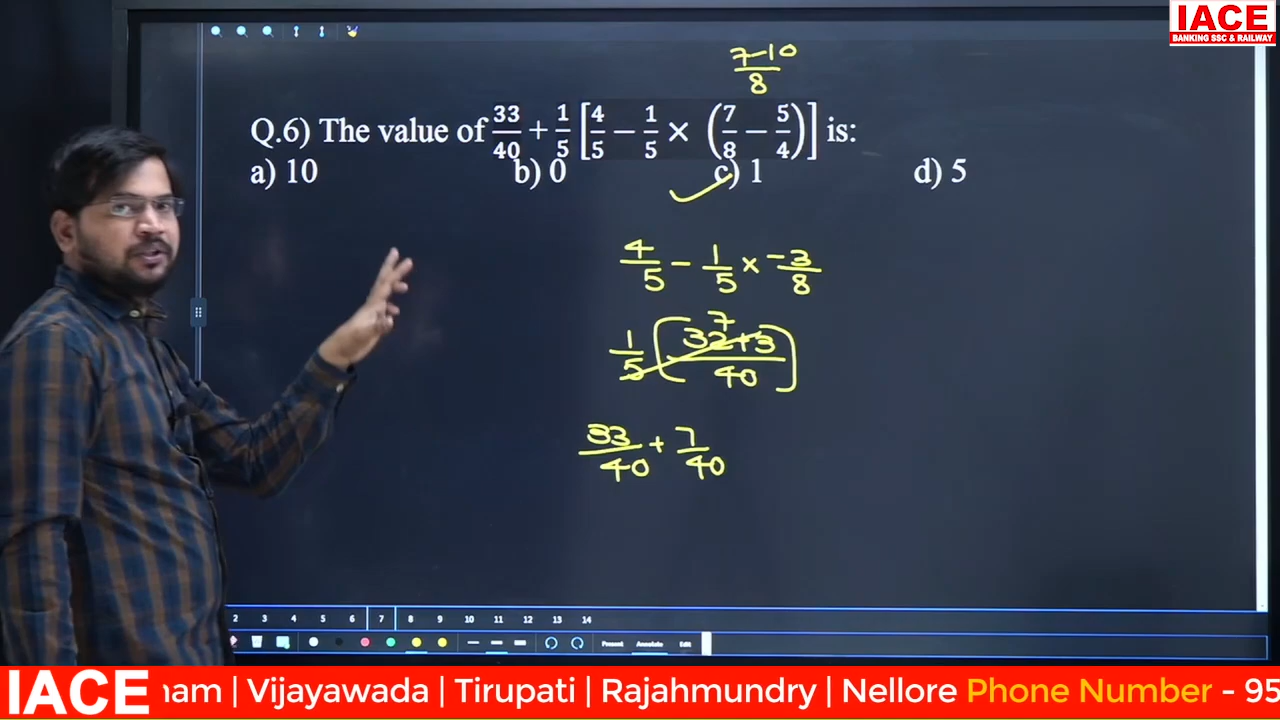 IACE
BANKING SSC & RAILWAY
7-10
8
Q.6) The value of 33/40 + 1/5 [4/5 − 1/5 × (7/8 − 5/4)] is:
a) 10 b) 0 c) 1 d) 5
4/5 - 1/5 × -3/8
7
1/5 [32+3/40]
33/40 + 7/40
2 3 4 5 6 7 8 9 10 11 12 13 14
Present Annotate Edit
IACE nam | Vijayawada | Tirupati | Rajahmundry | Nellore Phone Number - 95